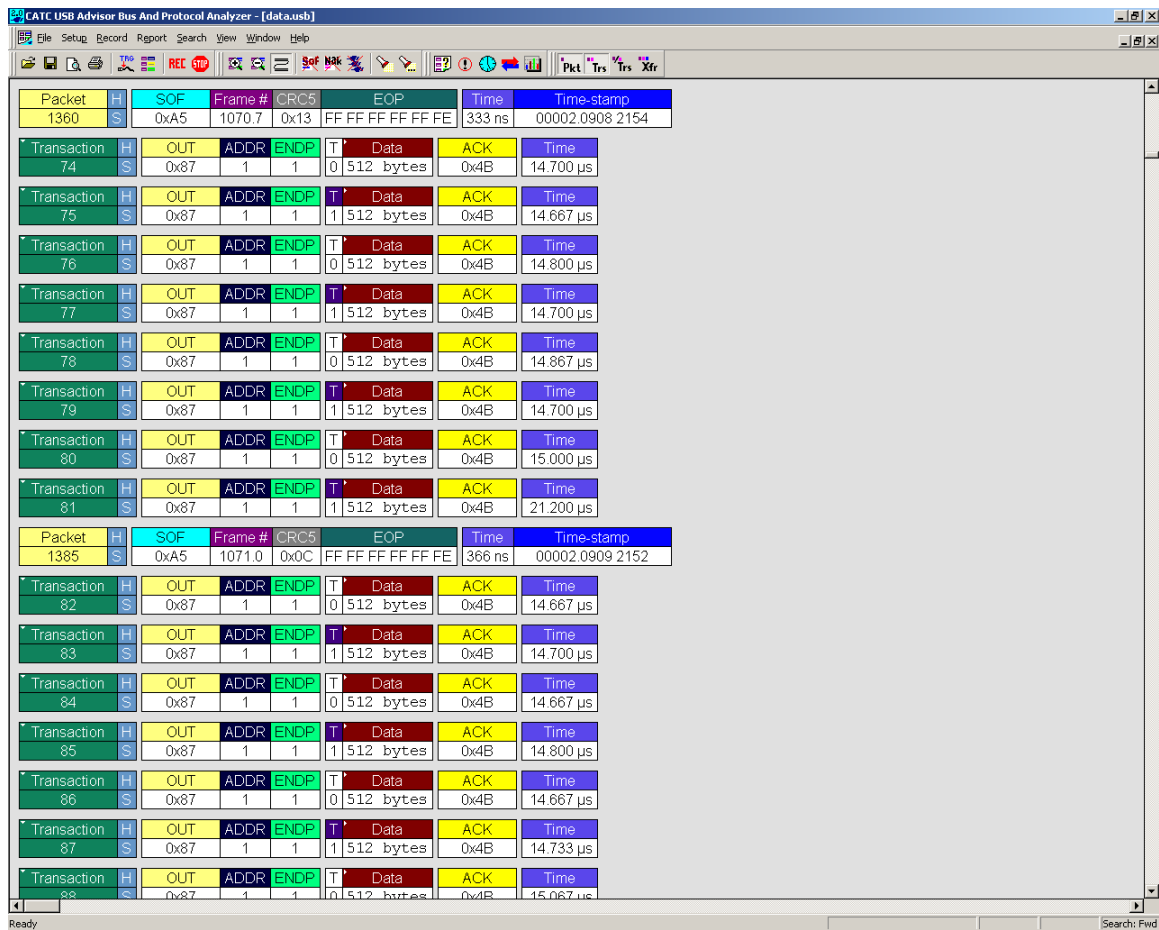 CATC USB Advisor Bus And Protocol Analyzer - [data.usb]
File Setup Record Report Search View Window Help
TRG REC STOP Sof Nak Pkt Trs Trs Xfr
Packet H SOF Frame # CRC5 EOP Time Time-stamp
1360 S 0xA5 1070.7 0x13 FF FF FF FF FF FE 333 ns 00002.0908 2154
Transaction H OUT ADDR ENDP T Data ACK Time
74 S 0x87 1 1 0 512 bytes 0x4B 14.700 µs
Transaction H OUT ADDR ENDP T Data ACK Time
75 S 0x87 1 1 1 512 bytes 0x4B 14.667 µs
Transaction H OUT ADDR ENDP T Data ACK Time
76 S 0x87 1 1 0 512 bytes 0x4B 14.800 µs
Transaction H OUT ADDR ENDP T Data ACK Time
77 S 0x87 1 1 1 512 bytes 0x4B 14.700 µs
Transaction H OUT ADDR ENDP T Data ACK Time
78 S 0x87 1 1 0 512 bytes 0x4B 14.867 µs
Transaction H OUT ADDR ENDP T Data ACK Time
79 S 0x87 1 1 1 512 bytes 0x4B 14.700 µs
Transaction H OUT ADDR ENDP T Data ACK Time
80 S 0x87 1 1 0 512 bytes 0x4B 15.000 µs
Transaction H OUT ADDR ENDP T Data ACK Time
81 S 0x87 1 1 1 512 bytes 0x4B 21.200 µs
Packet H SOF Frame # CRC5 EOP Time Time-stamp
1385 S 0xA5 1071.0 0x0C FF FF FF FF FF FE 366 ns 00002.0909 2152
Transaction H OUT ADDR ENDP T Data ACK Time
82 S 0x87 1 1 0 512 bytes 0x4B 14.667 µs
Transaction H OUT ADDR ENDP T Data ACK Time
83 S 0x87 1 1 1 512 bytes 0x4B 14.700 µs
Transaction H OUT ADDR ENDP T Data ACK Time
84 S 0x87 1 1 0 512 bytes 0x4B 14.667 µs
Transaction H OUT ADDR ENDP T Data ACK Time
85 S 0x87 1 1 1 512 bytes 0x4B 14.800 µs
Transaction H OUT ADDR ENDP T Data ACK Time
86 S 0x87 1 1 0 512 bytes 0x4B 14.667 µs
Transaction H OUT ADDR ENDP T Data ACK Time
87 S 0x87 1 1 1 512 bytes 0x4B 14.733 µs
Transaction H OUT ADDR ENDP T Data ACK Time
88 S 0x87 1 1 0 512 bytes 0x4B 15.067 µs
Ready Search: Fwd